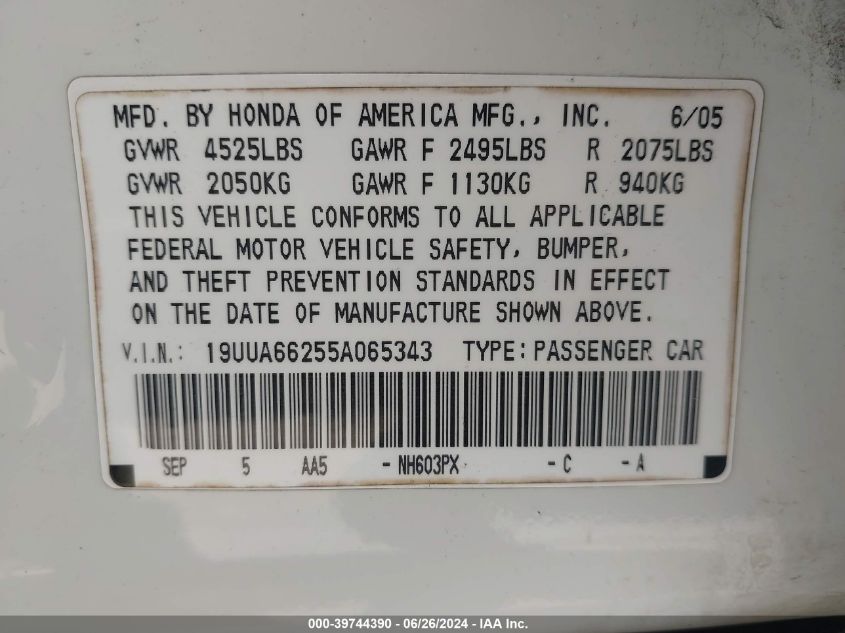 MFD. BY HONDA OF AMERICA MFG., INC. 6/05
GVWR 4525LBS GAWR F 2495LBS R 2075LBS
GVWR 2050KG GAWR F 1130KG R 940KG
THIS VEHICLE CONFORMS TO ALL APPLICABLE
FEDERAL MOTOR VEHICLE SAFETY, BUMPER,
AND THEFT PREVENTION STANDARDS IN EFFECT
ON THE DATE OF MANUFACTURE SHOWN ABOVE.
V.I.N.: 19UUA66255A065343 TYPE: PASSENGER CAR
SEP 5 AA5 - NH603PX - C - A
000-39744390 - 06/26/2024 - IAA Inc.